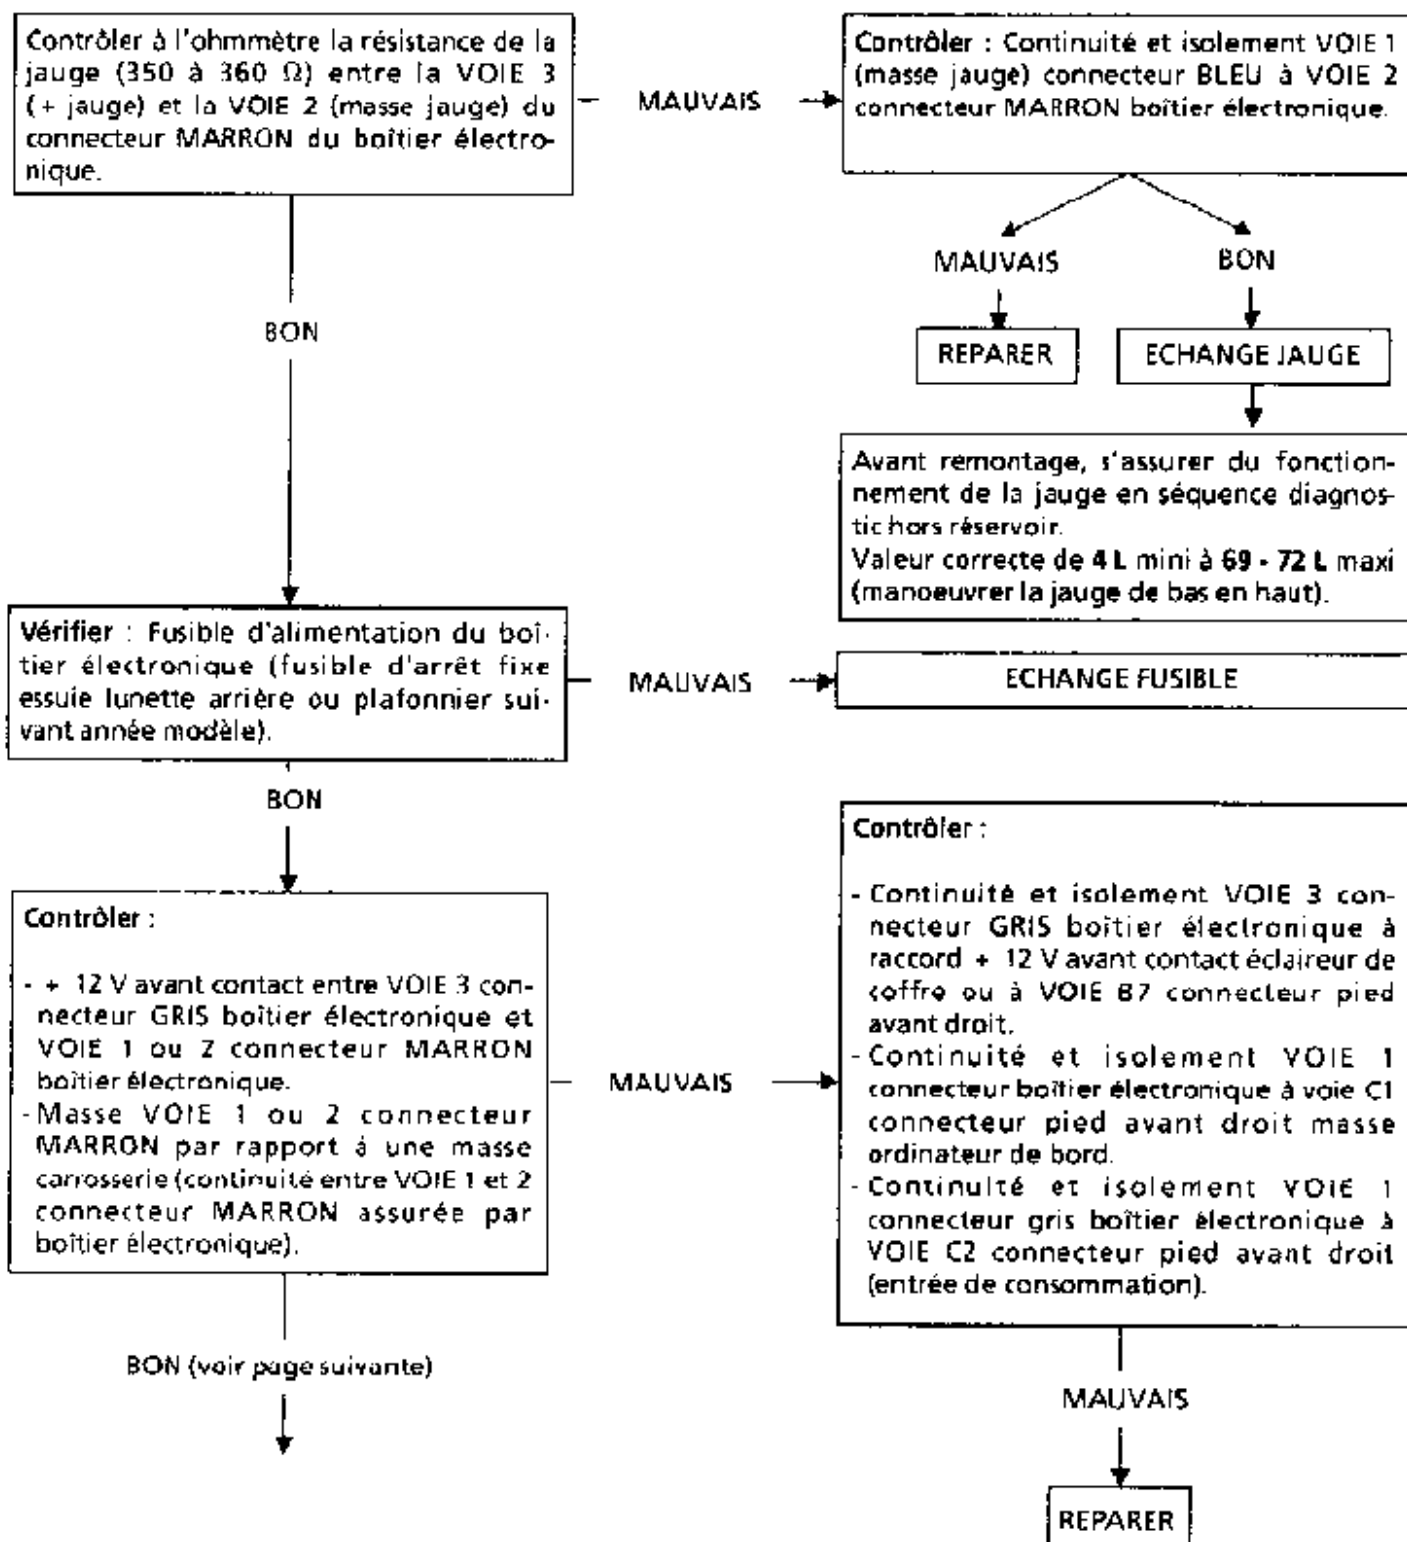 Contrôler à l'ohmmètre la résistance de la
jauge (350 à 360 Ω) entre la VOIE 3
(+ jauge) et la VOIE 2 (masse jauge) du
connecteur MARRON du boîtier électro-
nique.
MAUVAIS
Contrôler : Continuité et isolement VOIE 1
(masse jauge) connecteur BLEU à VOIE 2
connecteur MARRON boîtier électronique.
MAUVAIS
BON
BON
REPARER
ECHANGE JAUGE
Avant remontage, s'assurer du fonction-
nement de la jauge en séquence diagnos-
tic hors réservoir.
Valeur correcte de 4 L mini à 69 - 72 L maxi
(manoeuvrer la jauge de bas en haut).
Vérifier : Fusible d'alimentation du boî-
tier électronique (fusible d'arrêt fixe
essuie lunette arrière ou plafonnier sui-
vant année modèle).
MAUVAIS
ECHANGE FUSIBLE
BON
Contrôler :
- + 12 V avant contact entre VOIE 3 con-
necteur GRIS boîtier électronique et
VOIE 1 ou 2 connecteur MARRON
boîtier électronique.
- Masse VOIE 1 ou 2 connecteur
MARRON par rapport à une masse
carrosserie (continuité entre VOIE 1 et 2
connecteur MARRON assurée par
boîtier électronique).
MAUVAIS
Contrôler :
- Continuité et isolement VOIE 3 con-
necteur GRIS boîtier électronique à
raccord + 12 V avant contact éclaireur de
coffre ou à VOIE B7 connecteur pied
avant droit.
- Continuité et isolement VOIE 1
connecteur boîtier électronique à voie C1
connecteur pied avant droit masse
ordinateur de bord.
- Continuité et isolement VOIE 1
connecteur gris boîtier électronique à
VOIE C2 connecteur pied avant droit
(entrée de consommation).
BON (voir page suivante)
MAUVAIS
REPARER